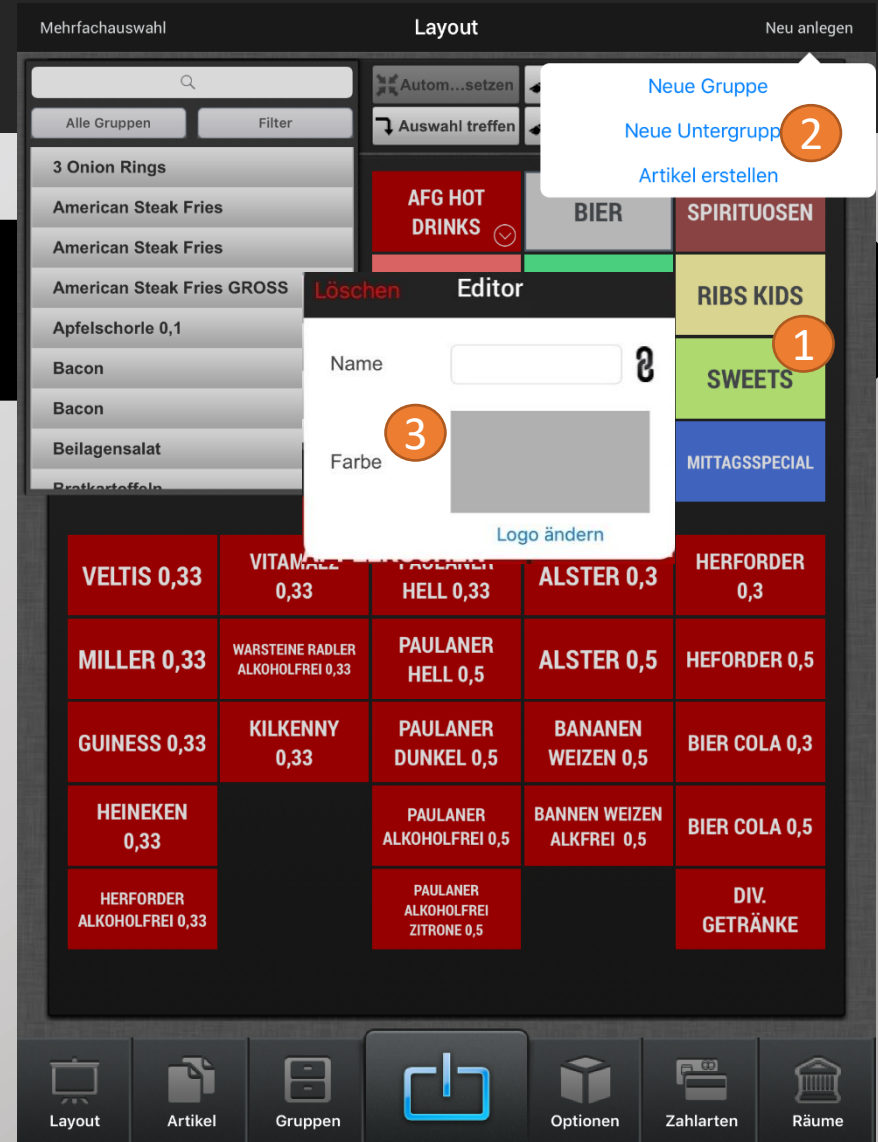 Mehrfachauswahl
Layout
Neu anlegen
Neue Gruppe
Neue Untergrupp
2
Artikel erstellen
Alle Gruppen
Filter
Autom...setzen
Auswahl treffen
3 Onion Rings
American Steak Fries
American Steak Fries
American Steak Fries GROSS
Apfelschorle 0,1
Bacon
Bacon
Beilagensalat
Bratkartoffeln
AFG HOT
DRINKS
BIER
SPIRITUOSEN
RIBS KIDS
1
SWEETS
MITTAGSSPECIAL
Löschen
Editor
Name
3
Farbe
Logo ändern
VELTIS 0,33
VITAMALZ
0,33
PAULANER
HELL 0,33
ALSTER 0,3
HERFORDER
0,3
MILLER 0,33
WARSTEINE RADLER
ALKOHOLFREI 0,33
PAULANER
HELL 0,5
ALSTER 0,5
HEFORDER 0,5
GUINESS 0,33
KILKENNY
0,33
PAULANER
DUNKEL 0,5
BANANEN
WEIZEN 0,5
BIER COLA 0,3
HEINEKEN
0,33
PAULANER
ALKOHOLFREI 0,5
BANNEN WEIZEN
ALKFREI 0,5
BIER COLA 0,5
HERFORDER
ALKOHOLFREI 0,33
PAULANER
ALKOHOLFREI
ZITRONE 0,5
DIV.
GETRÄNKE
Layout
Artikel
Gruppen
Optionen
Zahlarten
Räume